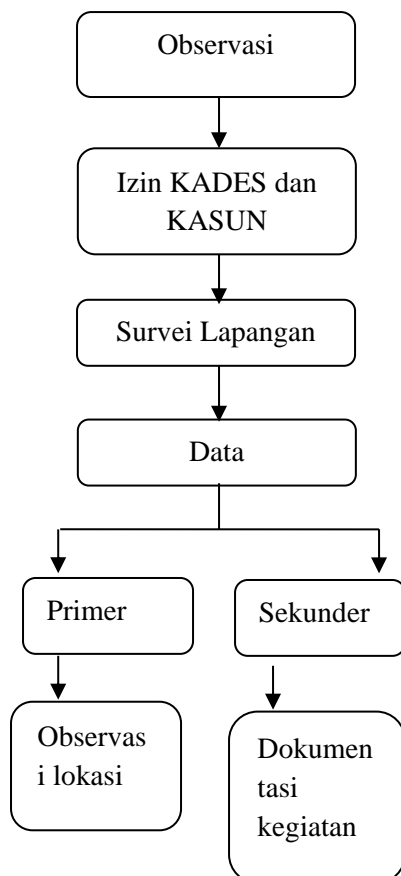 Observasi
Izin KADES dan
KASUN
Survei Lapangan
Data
Primer
Sekunder
Observas
i lokasi
Dokumen
tasi
kegiatan